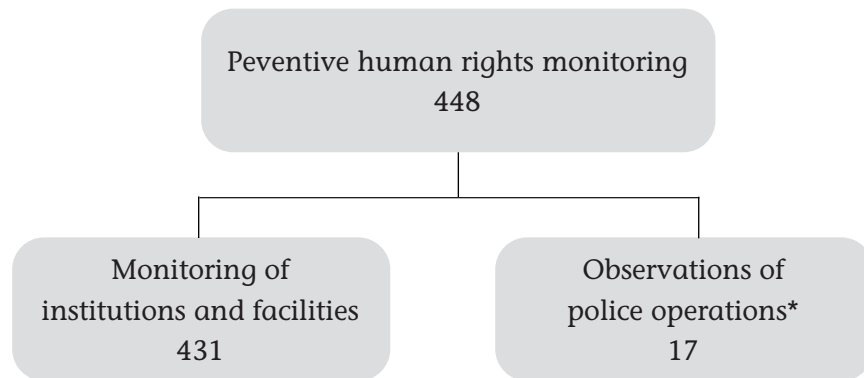 Peventive human rights monitoring
448
Monitoring of
institutions and facilities
431
Observations of
police operations*
17